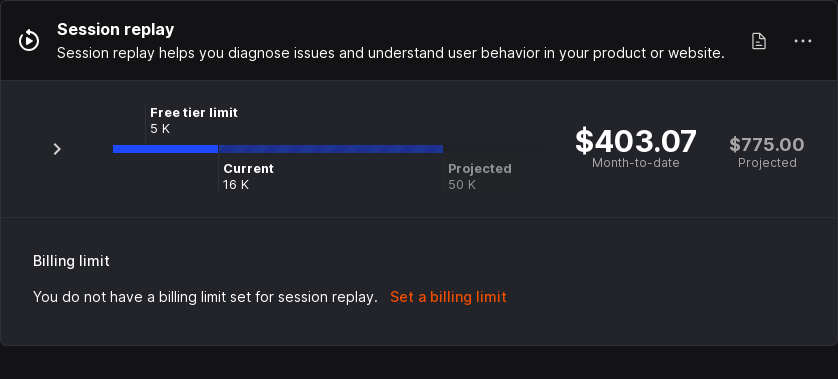 Session replay
Session replay helps you diagnose issues and understand user behavior in your product or website.
Free tier limit
5 K
Current
16 K
Projected
50 K
$403.07
Month-to-date
$775.00
Projected
Billing limit
You do not have a billing limit set for session replay. Set a billing limit